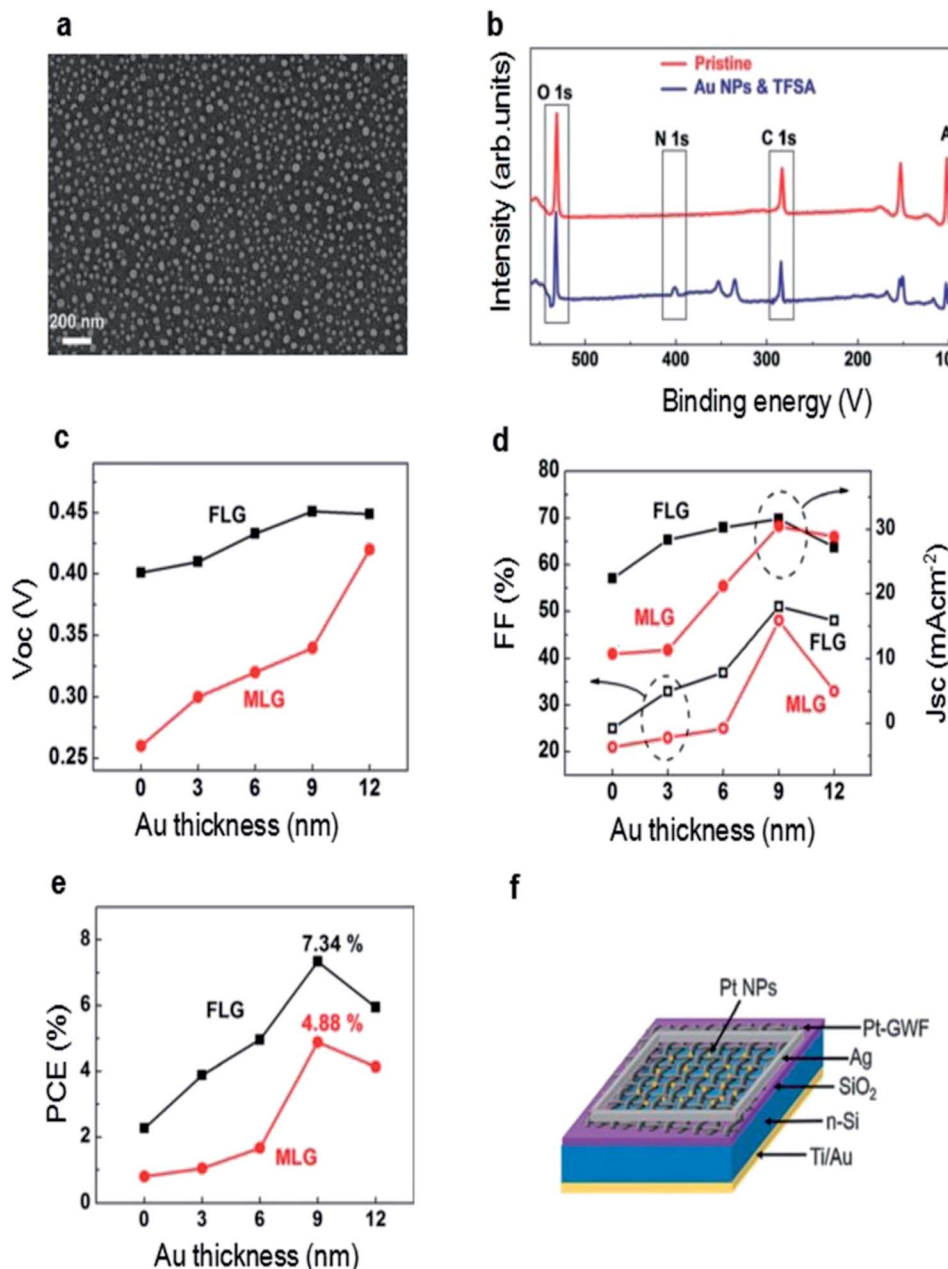 a
200 nm
b
Intensity (arb.units)
Pristine
Au NPs & TFSA
O 1s
N 1s
C 1s
A
500
400
300
200
10
Binding energy (V)
c
Voc (V)
0.45
0.40
0.35
0.30
0.25
FLG
MLG
0 3 6 9 12
Au thickness (nm)
d
FF (%)
80
70
60
50
40
30
20
FLG
MLG
FLG
MLG
30
20
10
0
Jsc (mAcm⁻²)
0 3 6 9 12
Au thickness (nm)
e
PCE (%)
8
6
4
2
0
7.34 %
FLG
4.88 %
MLG
0 3 6 9 12
Au thickness (nm)
f
Pt NPs
Pt-GWF
Ag
SiO₂
n-Si
Ti/Au